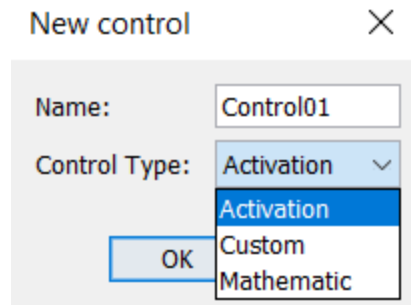 New control
Name: Control01
Control Type: Activation
Activation
Custom
OK
Mathematic